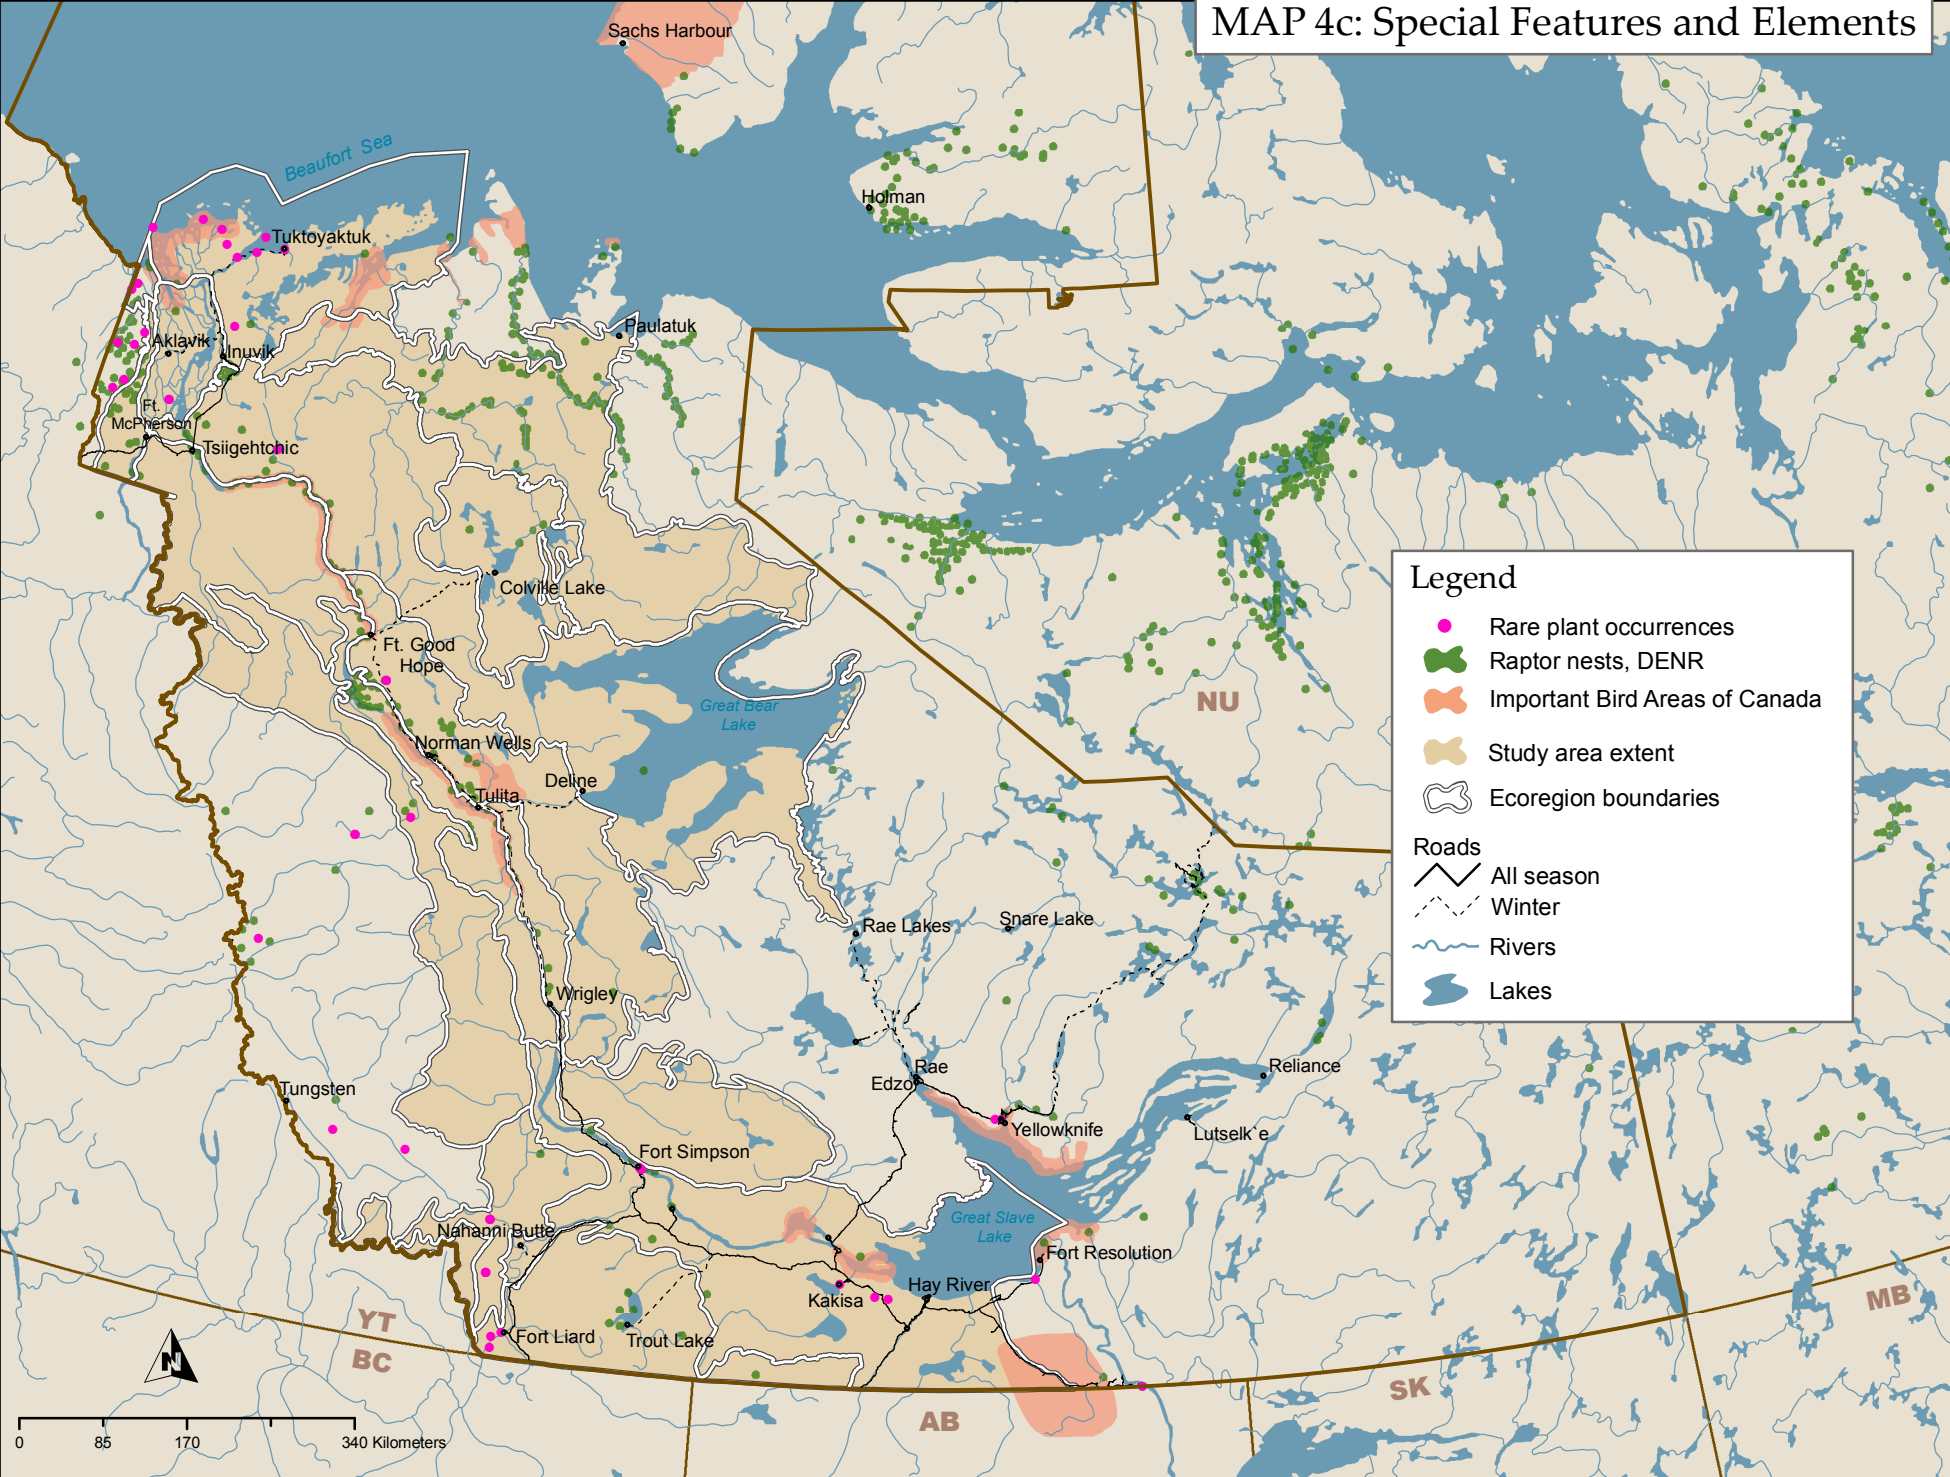 MAP 4c: Special Features and Elements
Sachs Harbour
Beaufort Sea
Holman
Tuktoyaktuk
Paulatuk
Aklavik
Inuvik
Ft.
McPherson
Tsiigehtchic
Colville Lake
Ft. Good
Hope
Great Bear
Lake
NU
Norman Wells
Deline
Tulita
Rae Lakes
Snare Lake
Wrigley
Rae
Edzo
Reliance
Tungsten
Yellowknife
Lutselk`e
Fort Simpson
Great Slave
Lake
Nahanni Butte
Fort Resolution
Hay River
Kakisa
Fort Liard
Trout Lake
YT
BC
AB
SK
MB
N
0 85 170 340 Kilometers
Legend
Rare plant occurrences
Raptor nests, DENR
Important Bird Areas of Canada
Study area extent
Ecoregion boundaries
Roads
All season
Winter
Rivers
Lakes